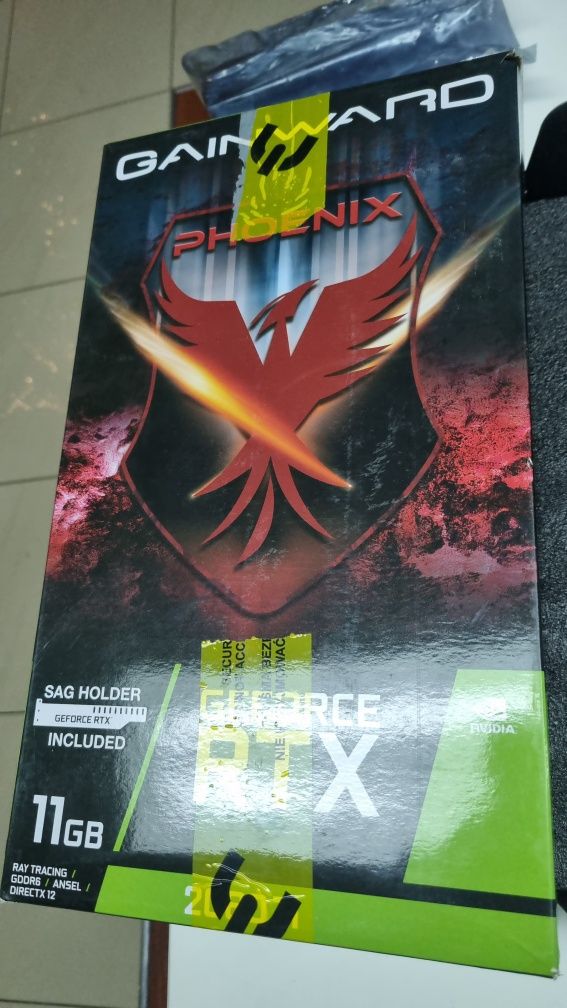 GAINWARD
PHOENIX
SAG HOLDER
GEFORCE RTX
INCLUDED
GEFORCE
RTX
NVIDIA
11GB
RAY TRACING /
GDDR6 / ANSEL /
DIRECTX 12